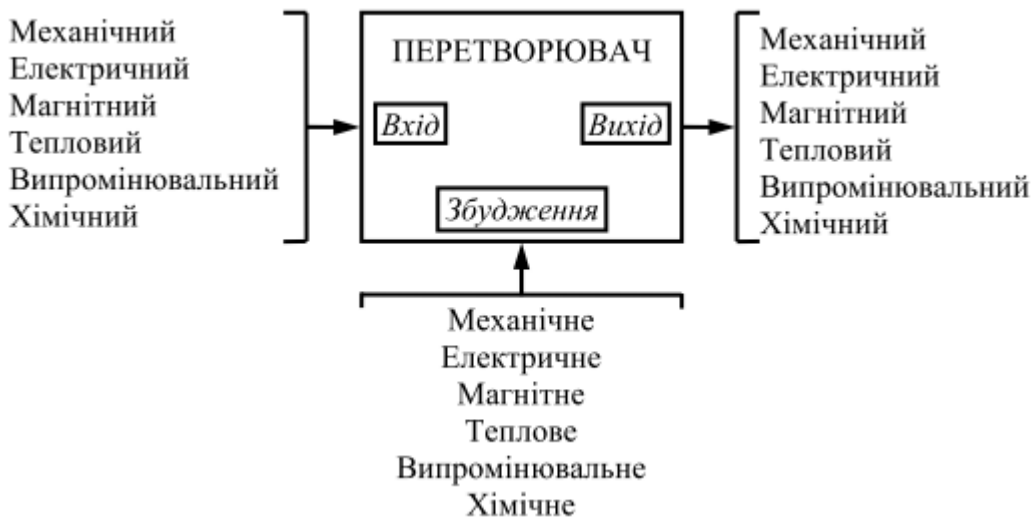 Механічний
Електричний
Магнітний
Тепловий
Випромінювальний
Хімічний
ПЕРЕТВОРЮВАЧ
Вхід
Вихід
Збудження
Механічний
Електричний
Магнітний
Тепловий
Випромінювальний
Хімічний
Механічне
Електричне
Магнітне
Теплове
Випромінювальне
Хімічне